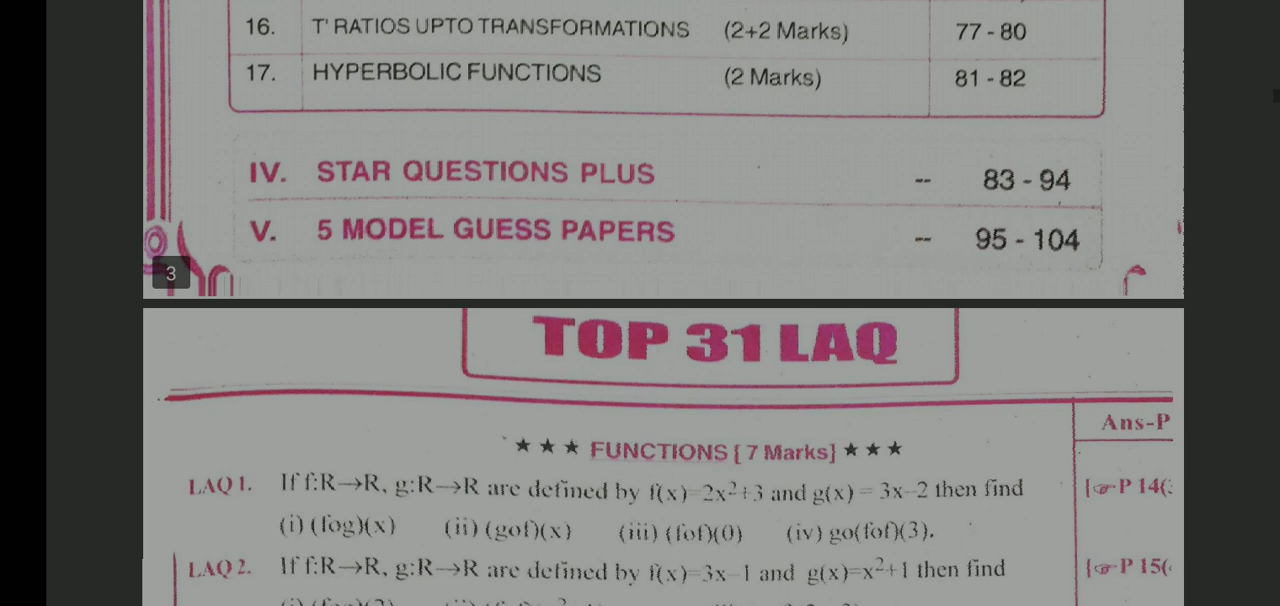 16. T' RATIOS UPTO TRANSFORMATIONS (2+2 Marks) 77 - 80
17. HYPERBOLIC FUNCTIONS (2 Marks) 81 - 82
IV. STAR QUESTIONS PLUS -- 83 - 94
V. 5 MODEL GUESS PAPERS -- 95 - 104
3
TOP 31 LAQ
Ans-P
★ ★ ★ FUNCTIONS [ 7 Marks] ★ ★ ★
LAQ 1. If f:R→R, g:R→R are defined by f(x)=2x²+3 and g(x) = 3x–2 then find [☞P 14(
(i) (fog)(x) (ii) (gof)(x) (iii) (fof)(0) (iv) go(fof)(3).
LAQ 2. If f:R→R, g:R→R are defined by f(x)=3x–1 and g(x)=x²+1 then find [☞P 15(